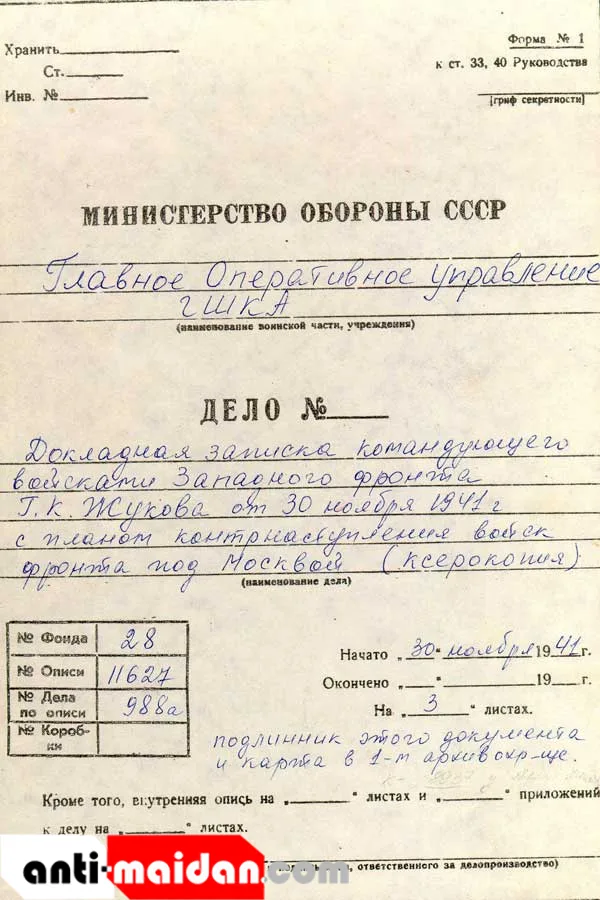 Хранить
Ст.
Инв. №
Форма № 1
к ст. 33, 40 Руководства
[гриф секретности]
МИНИСТЕРСТВО ОБОРОНЫ СССР
Главное Оперативное управление
ГШКА
(наименование воинской части, учреждения)
ДЕЛО №
Докладная записка командующего
войсками Западного фронта
Г.К. Жукова от 30 ноября 1941 г
с планом контрнаступления войск
фронта под Москвой (ксерокопия)
(наименование дела)
№ Фонда 28
№ Описи 11627
№ Дела по описи 988а
№ Короб-ки
Начато „30“ ноября 1941 г.
Окончено „ “ 19 г.
На „ 3 “ листах.
подлинник этого документа
и карта в 1-м архивохр-ще.
Кроме того, внутренняя опись на „ “ листах и „ “ приложений
к делу на „ “ листах.
ответственного за делопроизводство)
anti-maidan.com